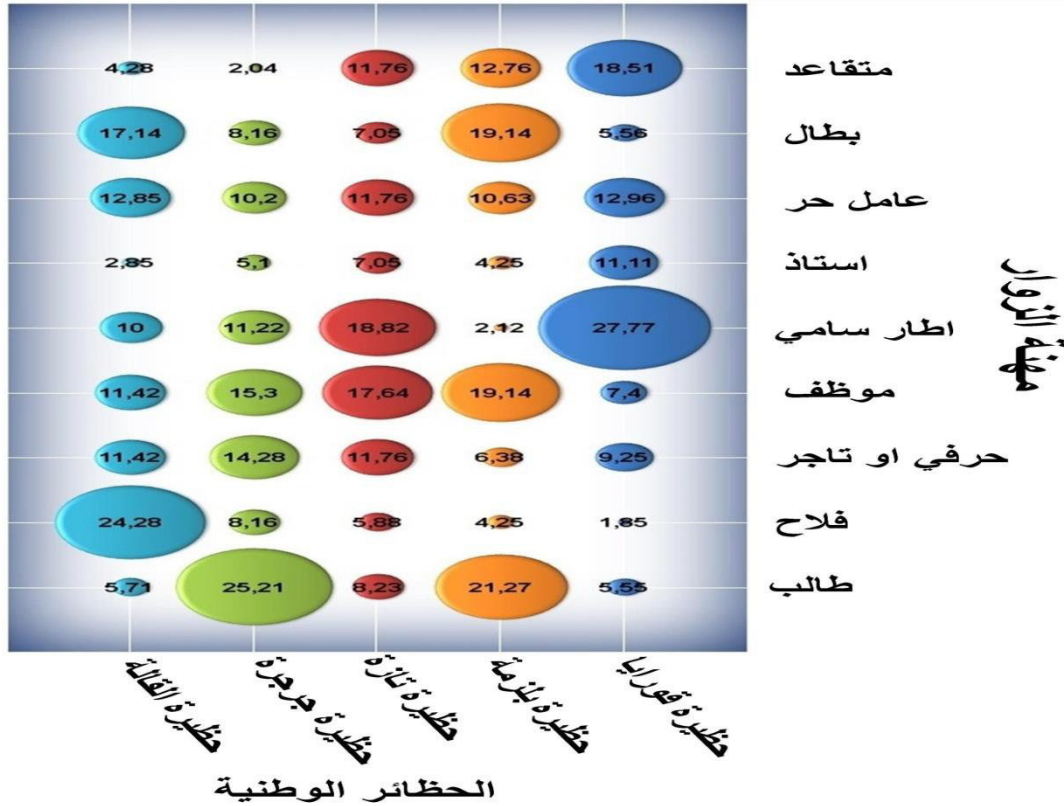 4,28 2,04 11,76 12,76 18,51 متقاعد
17,14 8,16 7,05 19,14 5,56 بطال
12,85 10,2 11,76 10,63 12,96 عامل حر
2,85 5,1 7,05 4,25 11,11 استاذ
10 11,22 18,82 2,12 27,77 اطار سامي
11,42 15,3 17,64 19,14 7,4 موظف
11,42 14,28 11,76 6,38 9,25 حرفي او تاجر
24,28 8,16 5,88 4,25 1,85 فلاح
5,71 25,21 8,23 21,27 5,55 طالب
مهنة الزوار
حظيرة القالة
حظيرة جرجرة
حظيرة تازة
حظيرة بلزمة
حظيرة قورايا
الحظائر الوطنية